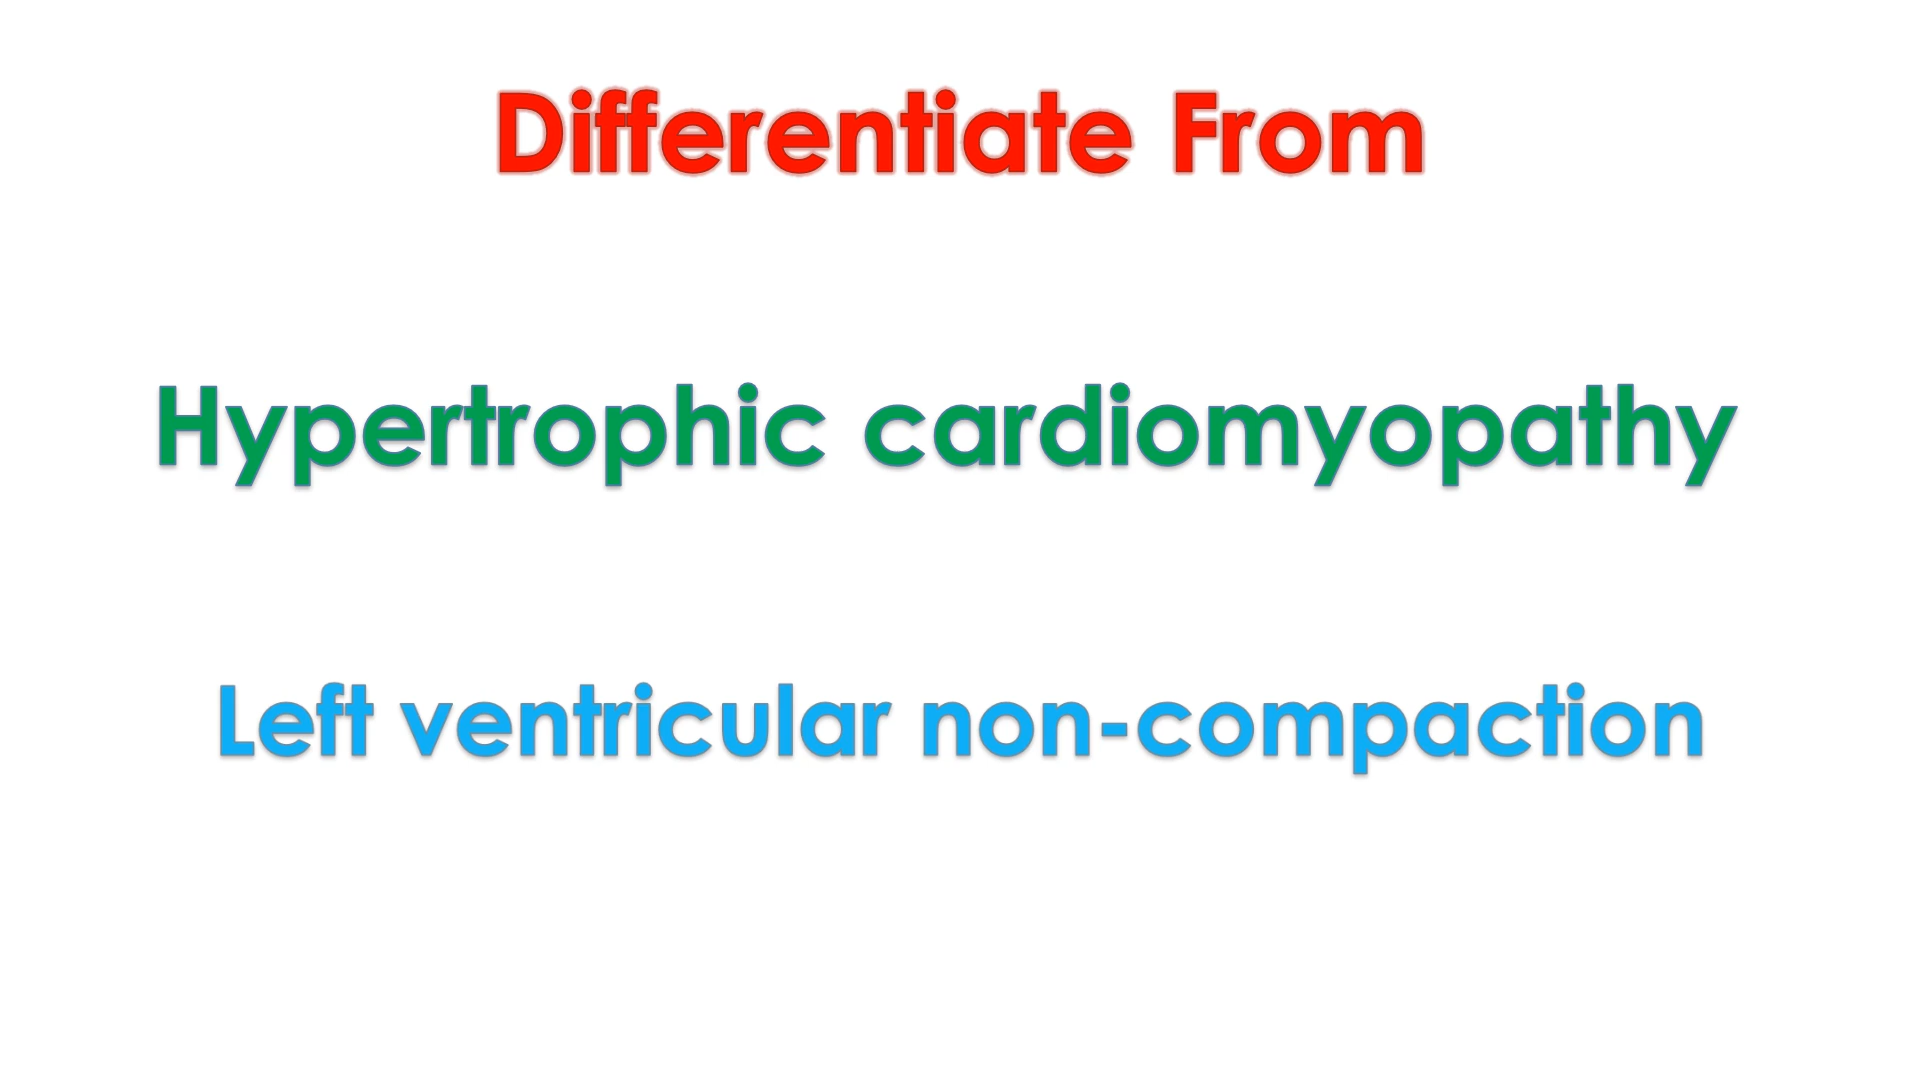 Differentiate From
Hypertrophic cardiomyopathy
Left ventricular non-compaction